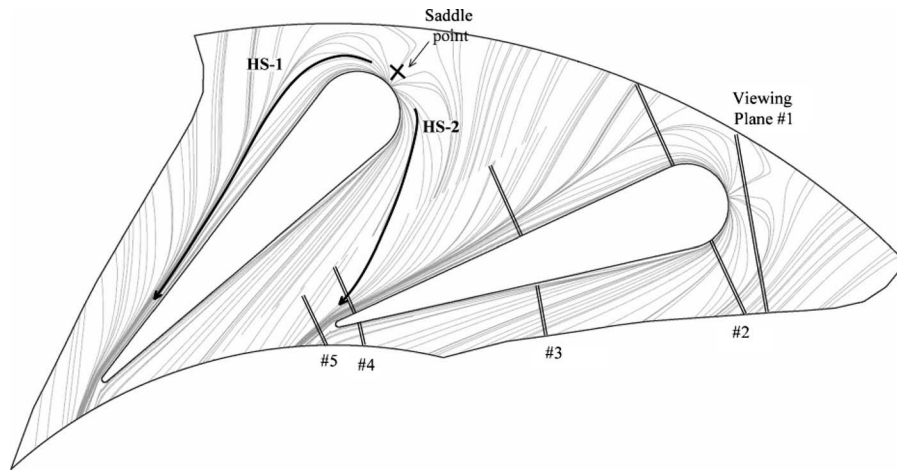 Saddle
point
HS-1
HS-2
Viewing
Plane #1
#2
#3
#4
#5